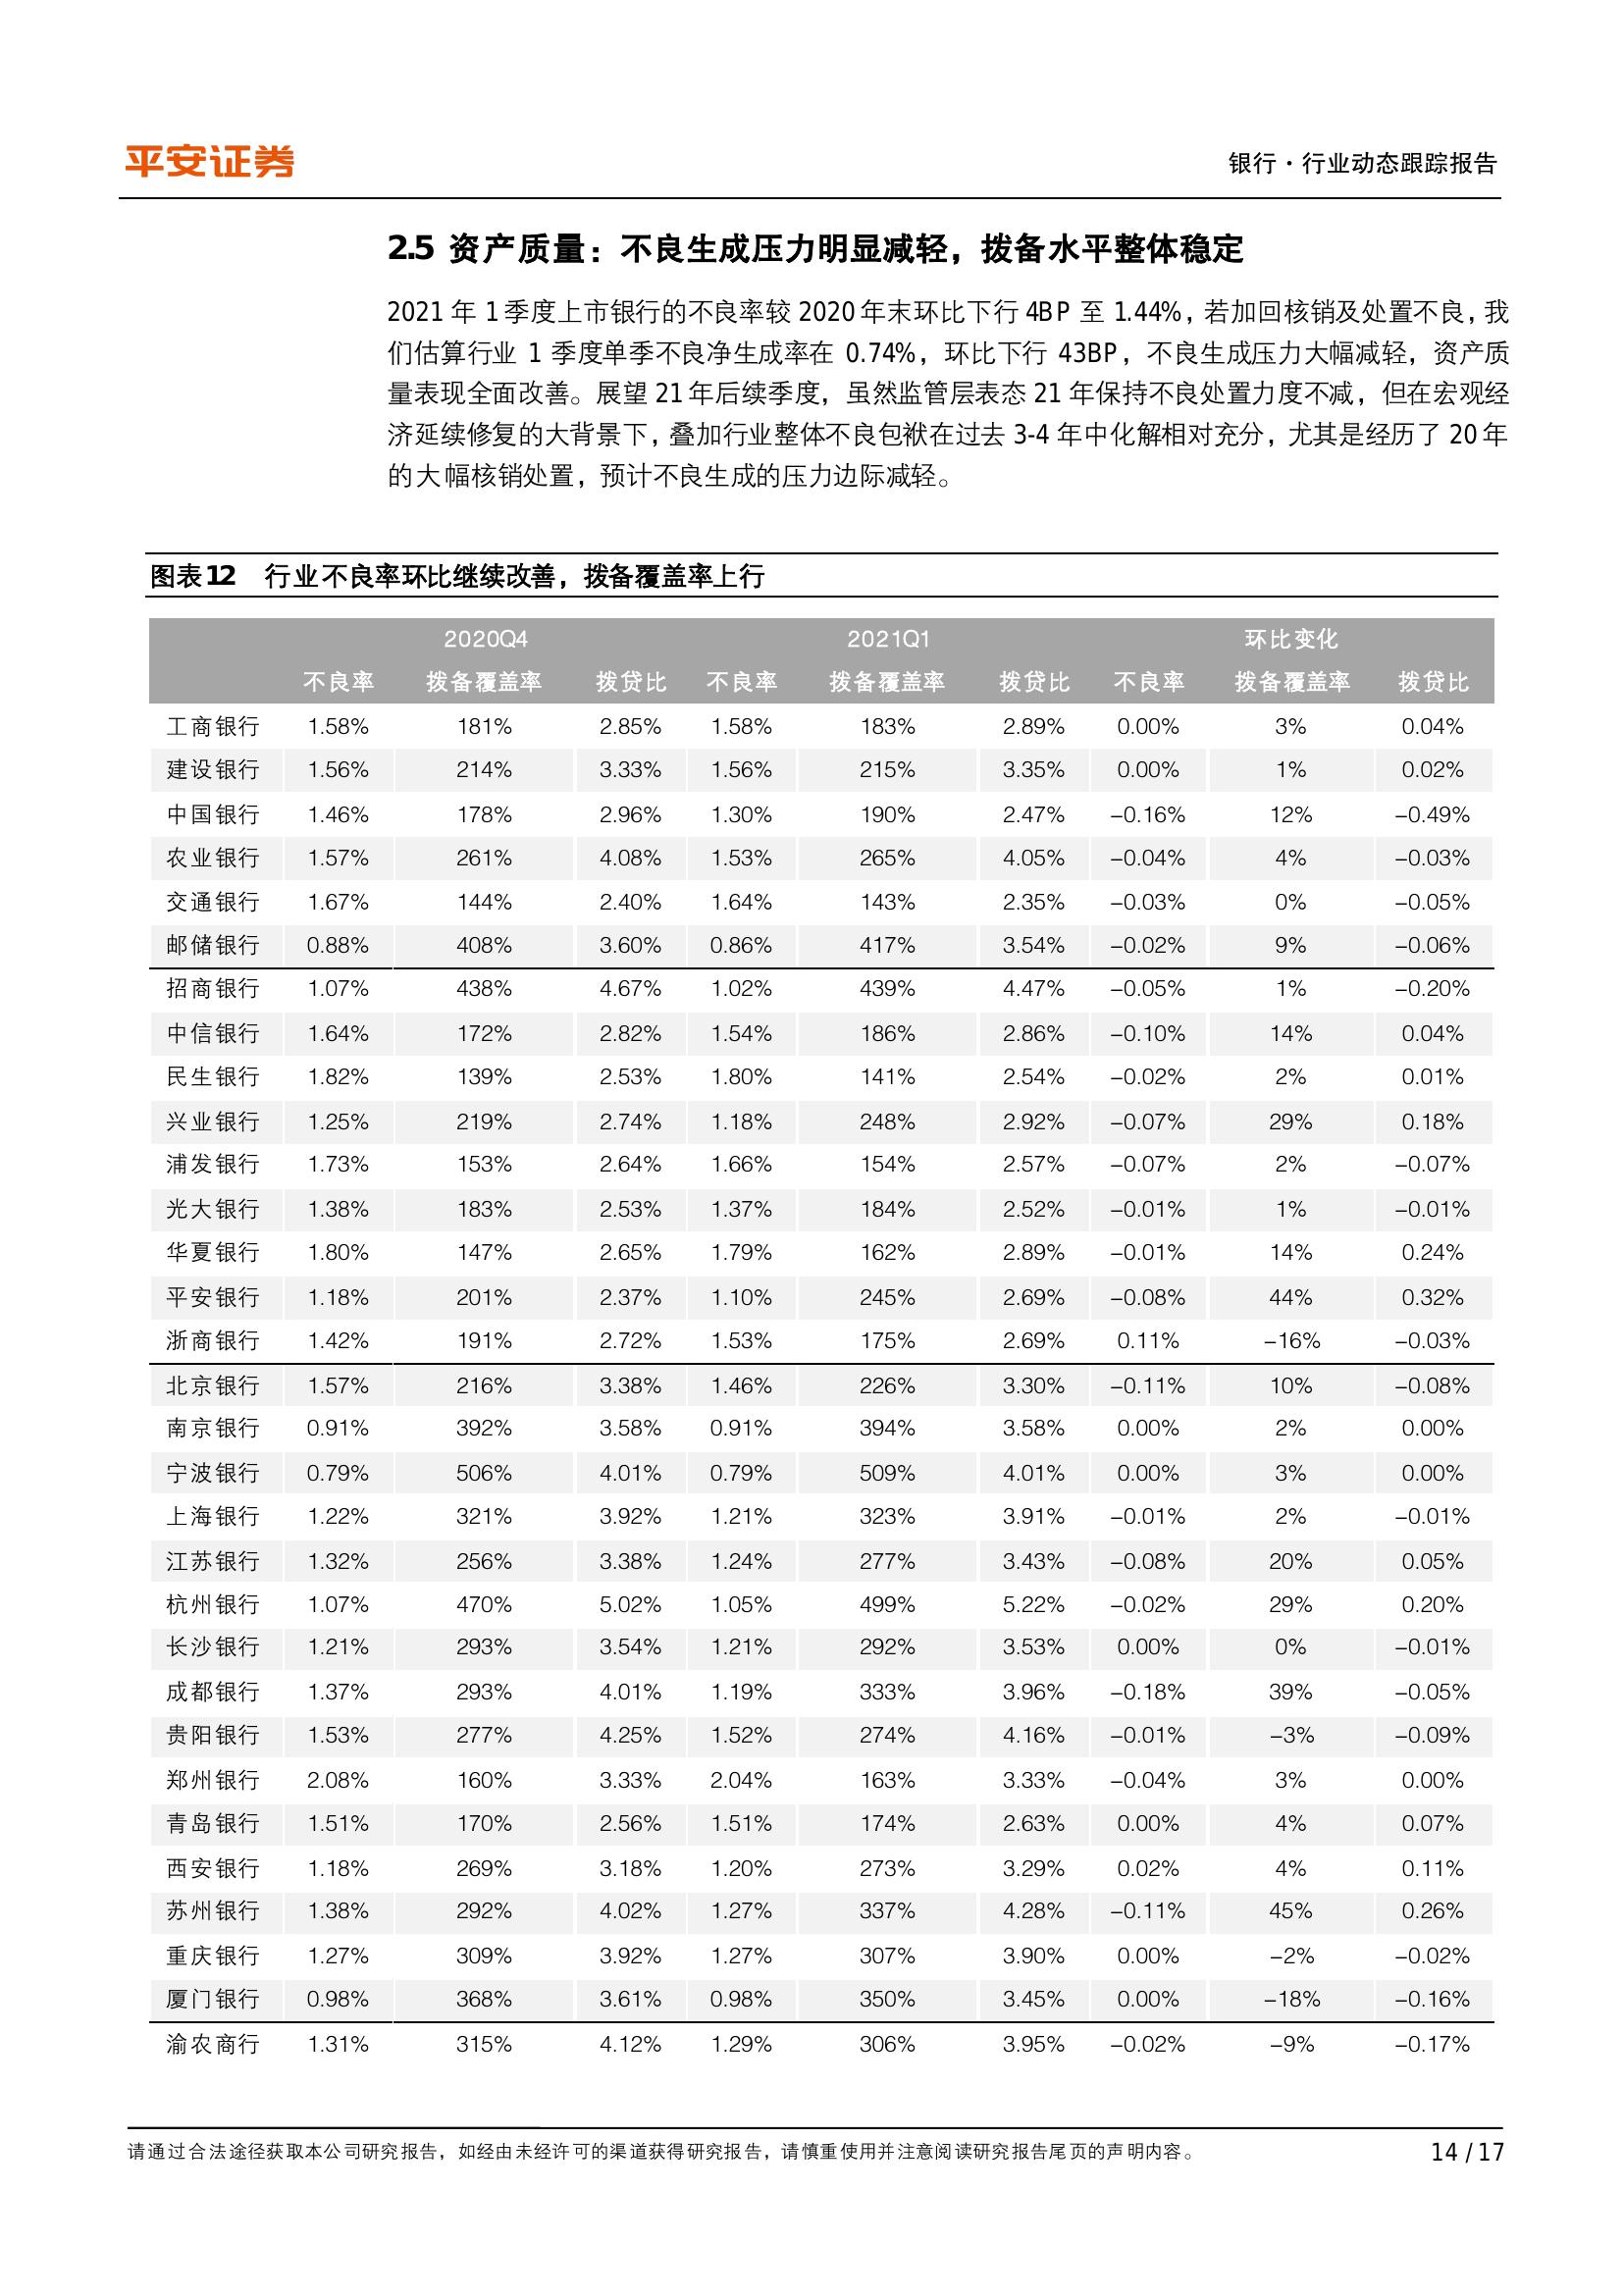 平安证券
银行·行业动态跟踪报告
2.5 资产质量：不良生成压力明显减轻，拨备水平整体稳定
2021 年 1 季度上市银行的不良率较 2020 年末环比下行 4BP 至 1.44%，若加回核销及处置不良，我
们估算行业 1 季度单季不良净生成率在 0.74%，环比下行 43BP，不良生成压力大幅减轻，资产质
量表现全面改善。展望 21 年后续季度，虽然监管层表态 21 年保持不良处置力度不减，但在宏观经
济延续修复的大背景下，叠加行业整体不良包袱在过去 3-4 年中化解相对充分，尤其是经历了 20 年
的大幅核销处置，预计不良生成的压力边际减轻。
图表12 行业不良率环比继续改善，拨备覆盖率上行
2020Q4 2021Q1 环比变化
不良率 拨备覆盖率 拨贷比 不良率 拨备覆盖率 拨贷比 不良率 拨备覆盖率 拨贷比
工商银行 1.58% 181% 2.85% 1.58% 183% 2.89% 0.00% 3% 0.04%
建设银行 1.56% 214% 3.33% 1.56% 215% 3.35% 0.00% 1% 0.02%
中国银行 1.46% 178% 2.96% 1.30% 190% 2.47% -0.16% 12% -0.49%
农业银行 1.57% 261% 4.08% 1.53% 265% 4.05% -0.04% 4% -0.03%
交通银行 1.67% 144% 2.40% 1.64% 143% 2.35% -0.03% 0% -0.05%
邮储银行 0.88% 408% 3.60% 0.86% 417% 3.54% -0.02% 9% -0.06%
招商银行 1.07% 438% 4.67% 1.02% 439% 4.47% -0.05% 1% -0.20%
中信银行 1.64% 172% 2.82% 1.54% 186% 2.86% -0.10% 14% 0.04%
民生银行 1.82% 139% 2.53% 1.80% 141% 2.54% -0.02% 2% 0.01%
兴业银行 1.25% 219% 2.74% 1.18% 248% 2.92% -0.07% 29% 0.18%
浦发银行 1.73% 153% 2.64% 1.66% 154% 2.57% -0.07% 2% -0.07%
光大银行 1.38% 183% 2.53% 1.37% 184% 2.52% -0.01% 1% -0.01%
华夏银行 1.80% 147% 2.65% 1.79% 162% 2.89% -0.01% 14% 0.24%
平安银行 1.18% 201% 2.37% 1.10% 245% 2.69% -0.08% 44% 0.32%
浙商银行 1.42% 191% 2.72% 1.53% 175% 2.69% 0.11% -16% -0.03%
北京银行 1.57% 216% 3.38% 1.46% 226% 3.30% -0.11% 10% -0.08%
南京银行 0.91% 392% 3.58% 0.91% 394% 3.58% 0.00% 2% 0.00%
宁波银行 0.79% 506% 4.01% 0.79% 509% 4.01% 0.00% 3% 0.00%
上海银行 1.22% 321% 3.92% 1.21% 323% 3.91% -0.01% 2% -0.01%
江苏银行 1.32% 256% 3.38% 1.24% 277% 3.43% -0.08% 20% 0.05%
杭州银行 1.07% 470% 5.02% 1.05% 499% 5.22% -0.02% 29% 0.20%
长沙银行 1.21% 293% 3.54% 1.21% 292% 3.53% 0.00% 0% -0.01%
成都银行 1.37% 293% 4.01% 1.19% 333% 3.96% -0.18% 39% -0.05%
贵阳银行 1.53% 277% 4.25% 1.52% 274% 4.16% -0.01% -3% -0.09%
郑州银行 2.08% 160% 3.33% 2.04% 163% 3.33% -0.04% 3% 0.00%
青岛银行 1.51% 170% 2.56% 1.51% 174% 2.63% 0.00% 4% 0.07%
西安银行 1.18% 269% 3.18% 1.20% 273% 3.29% 0.02% 4% 0.11%
苏州银行 1.38% 292% 4.02% 1.27% 337% 4.28% -0.11% 45% 0.26%
重庆银行 1.27% 309% 3.92% 1.27% 307% 3.90% 0.00% -2% -0.02%
厦门银行 0.98% 368% 3.61% 0.98% 350% 3.45% 0.00% -18% -0.16%
渝农商行 1.31% 315% 4.12% 1.29% 306% 3.95% -0.02% -9% -0.17%
请通过合法途径获取本公司研究报告，如经由未经许可的渠道获得研究报告，请慎重使用并注意阅读研究报告尾页的声明内容。
14 / 17